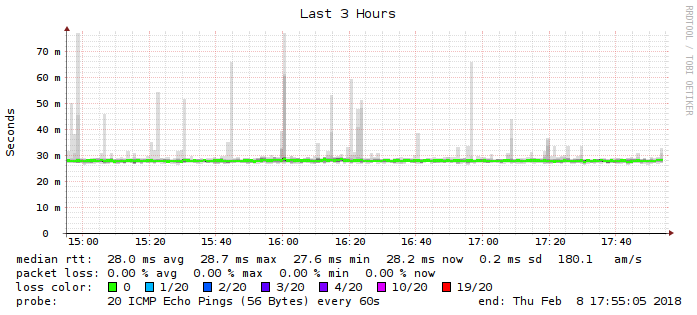 Last 3 Hours
RRDTOOL / TOBI OETIKER
Seconds
70 m
60 m
50 m
40 m
30 m
20 m
10 m
0
15:00 15:20 15:40 16:00 16:20 16:40 17:00 17:20 17:40
median rtt: 28.0 ms avg 28.7 ms max 27.6 ms min 28.2 ms now 0.2 ms sd 180.1 am/s
packet loss: 0.00 % avg 0.00 % max 0.00 % min 0.00 % now
loss color: 0 1/20 2/20 3/20 4/20 10/20 19/20
probe: 20 ICMP Echo Pings (56 Bytes) every 60s end: Thu Feb 8 17:55:05 2018